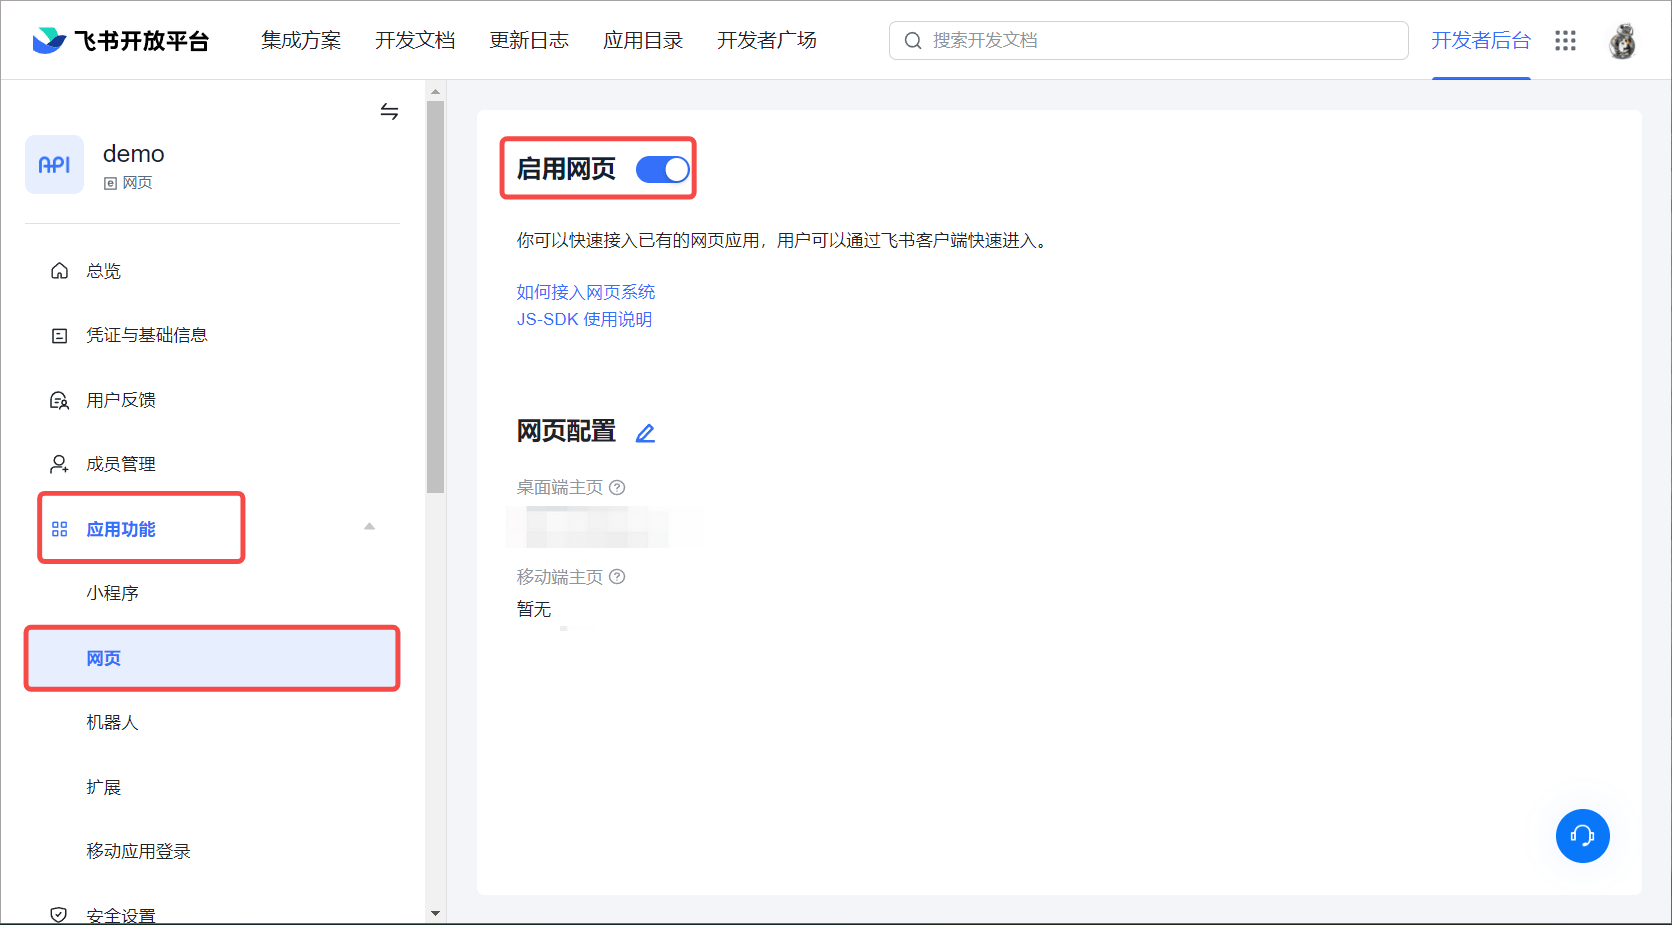 飞书开放平台
集成方案
开发文档
更新日志
应用目录
开发者广场
搜索开发文档
开发者后台
API
demo
网页
总览
凭证与基础信息
用户反馈
成员管理
应用功能
小程序
网页
机器人
扩展
移动应用登录
安全设置
启用网页
你可以快速接入已有的网页应用，用户可以通过飞书客户端快速进入。
如何接入网页系统
JS-SDK 使用说明
网页配置
桌面端主页
移动端主页
暂无